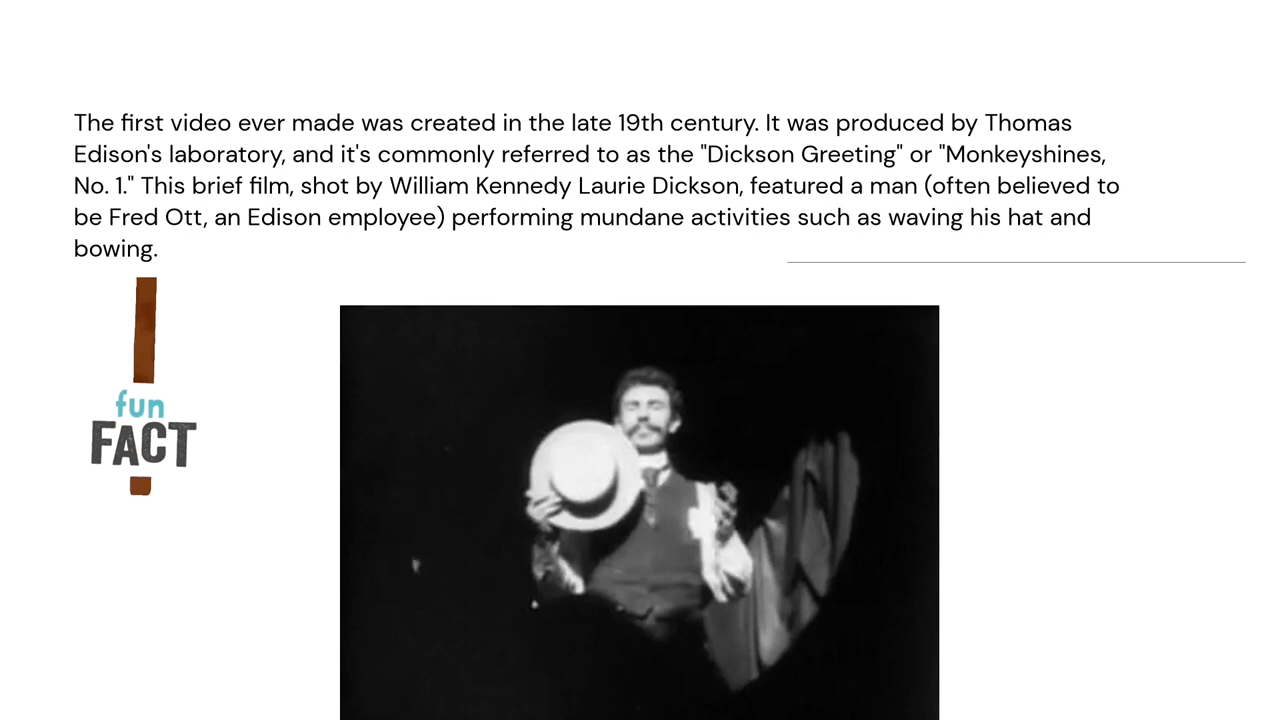 The first video ever made was created in the late 19th century. It was produced by Thomas
Edison's laboratory, and it's commonly referred to as the "Dickson Greeting" or "Monkeyshines,
No. 1." This brief film, shot by William Kennedy Laurie Dickson, featured a man (often believed to
be Fred Ott, an Edison employee) performing mundane activities such as waving his hat and
bowing.
fun
FACT